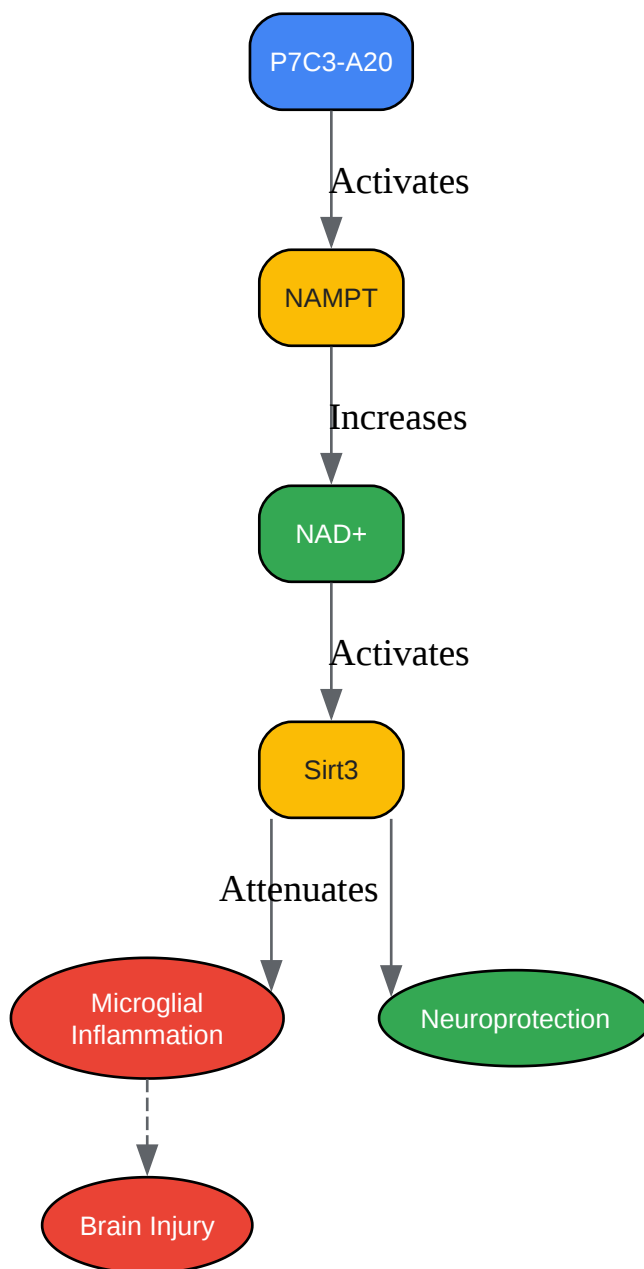 P7C3-A20
Activates
NAMPT
Increases
NAD+
Activates
Sirt3
Attenuates
Microglial
Inflammation
Neuroprotection
Brain Injury